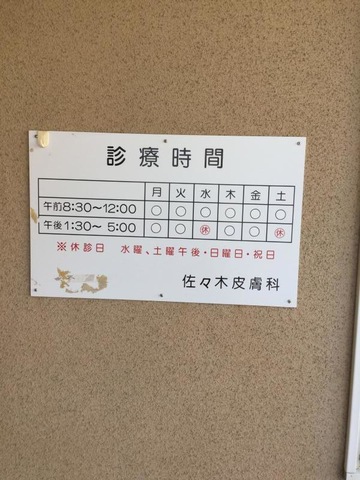 診療時間
月 火 水 木 金 土
午前8:30～12:00 ○ ○ ○ ○ ○ ○
午後1:30～ 5:00 ○ ○ ㊡ ○ ○ ㊡
※休診日 水曜、土曜午後・日曜日・祝日
佐々木皮膚科